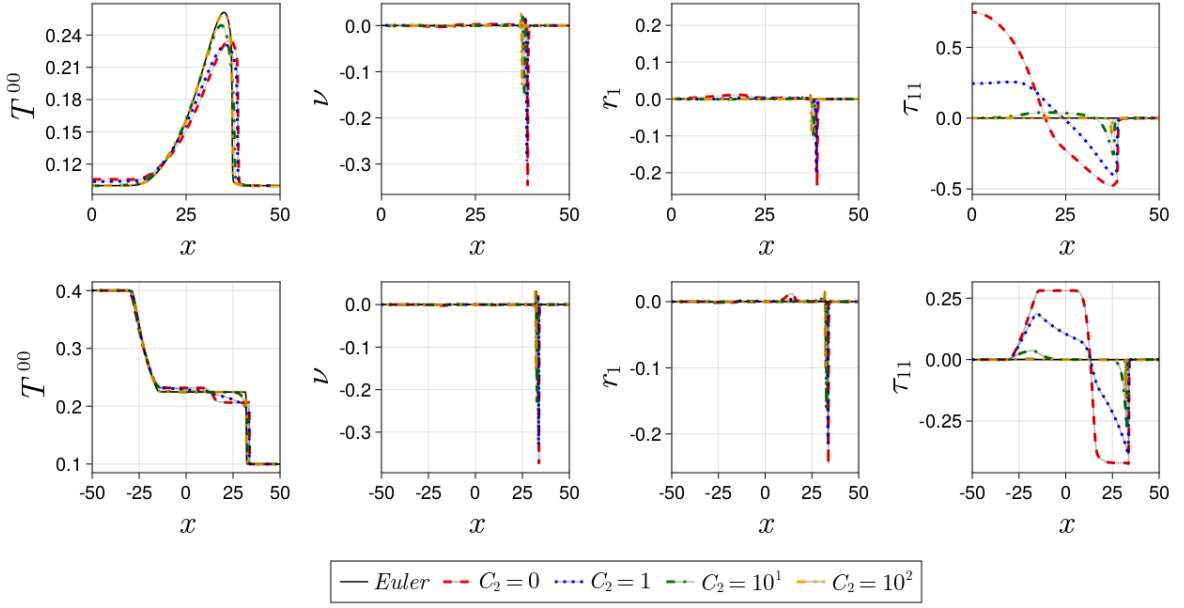 0.24
0.21
0.18
0.15
0.12
T^{00}
0 25 50
x
0.0
-0.1
-0.2
-0.3
ν
0 25 50
x
0.2
0.1
0.0
-0.1
-0.2
r_1
0 25 50
x
0.5
0.0
-0.5
τ_{11}
0 25 50
x
0.4
0.3
0.2
0.1
T^{00}
-50 -25 0 25 50
x
0.0
-0.1
-0.2
-0.3
ν
-50 -25 0 25 50
x
0.0
-0.1
-0.2
r_1
-50 -25 0 25 50
x
0.25
0.00
-0.25
τ_{11}
-50 -25 0 25 50
x
Euler C_2 = 0 C_2 = 1 C_2 = 10^1 C_2 = 10^2